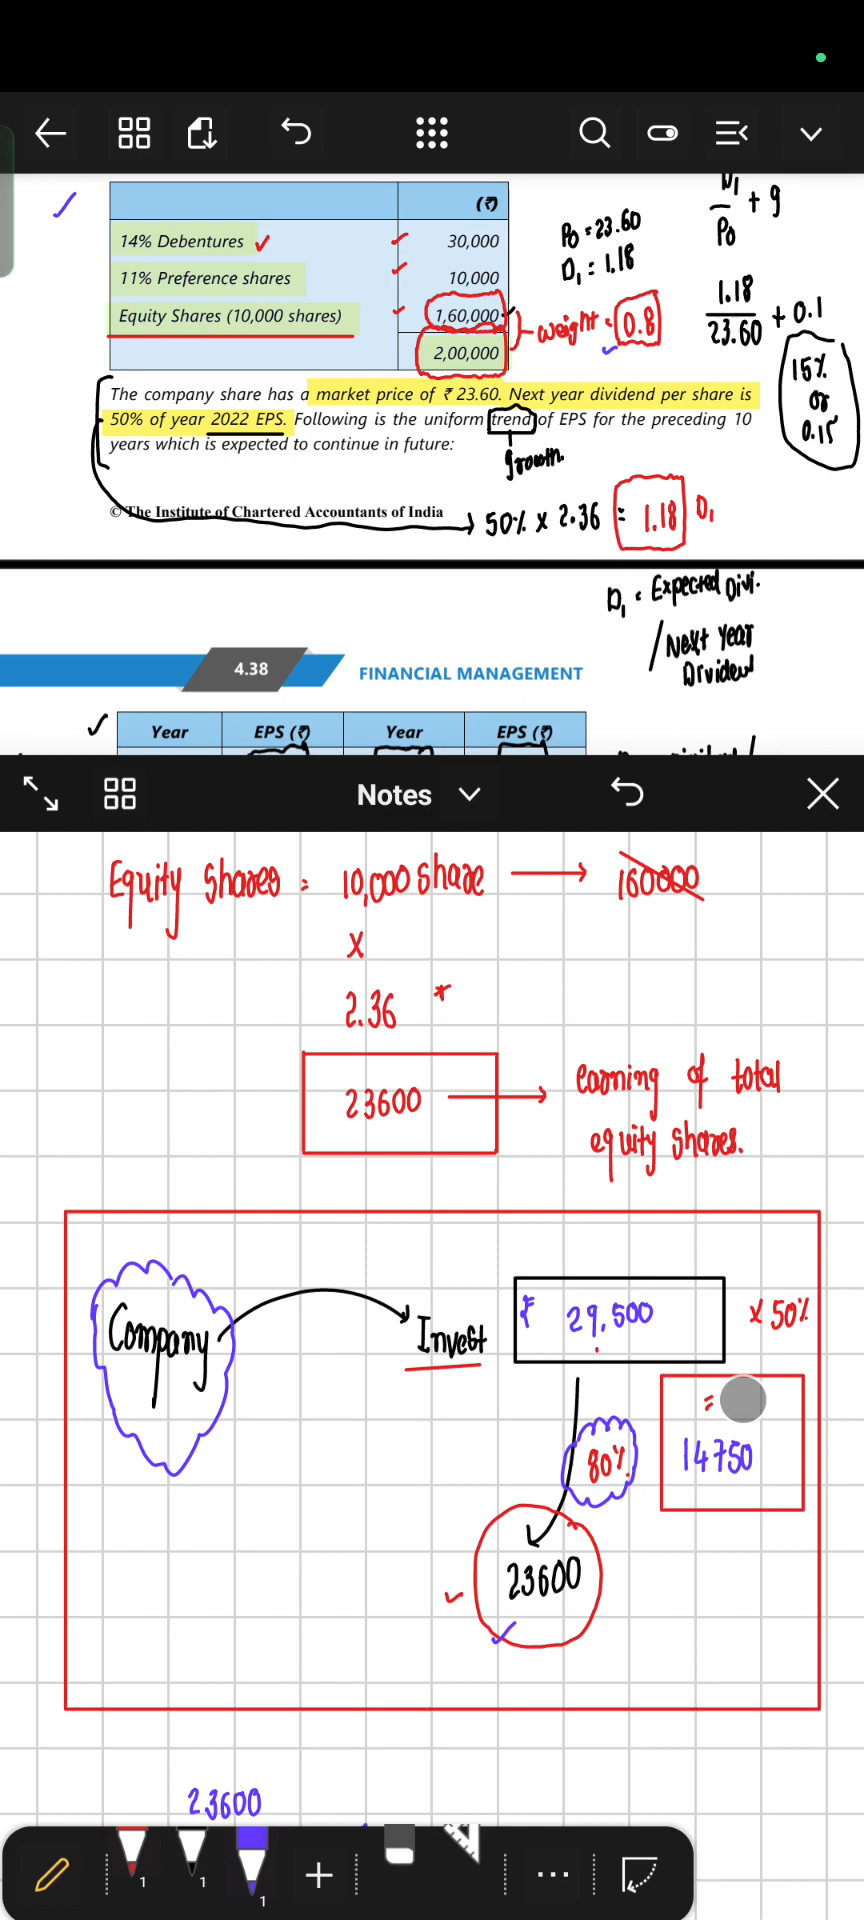 D1/P0 + g
(₹)
14% Debentures 30,000
11% Preference shares 10,000
Equity Shares (10,000 shares) 1,60,000
2,00,000
P0 = 23.60
D1 = 1.18
weight = 0.8
1.18/23.60 + 0.1
15%
or
0.15
The company share has a market price of ₹ 23.60. Next year dividend per share is
50% of year 2022 EPS. Following is the uniform trend of EPS for the preceding 10
years which is expected to continue in future:
growth.
© The Institute of Chartered Accountants of India
50% x 2.36 = 1.18 D1
D1 = Expected Divi.
/ Next Year
Dividend
4.38 FINANCIAL MANAGEMENT
Year EPS (₹) Year EPS (₹)
Notes
Equity Shares = 10,000 share → 160000
x
2.36 *
23600 → earning of total
equity shares.
Company → Invest ₹ 29,500 x 50%
=
80% 14750
23600
23600
1 1 1